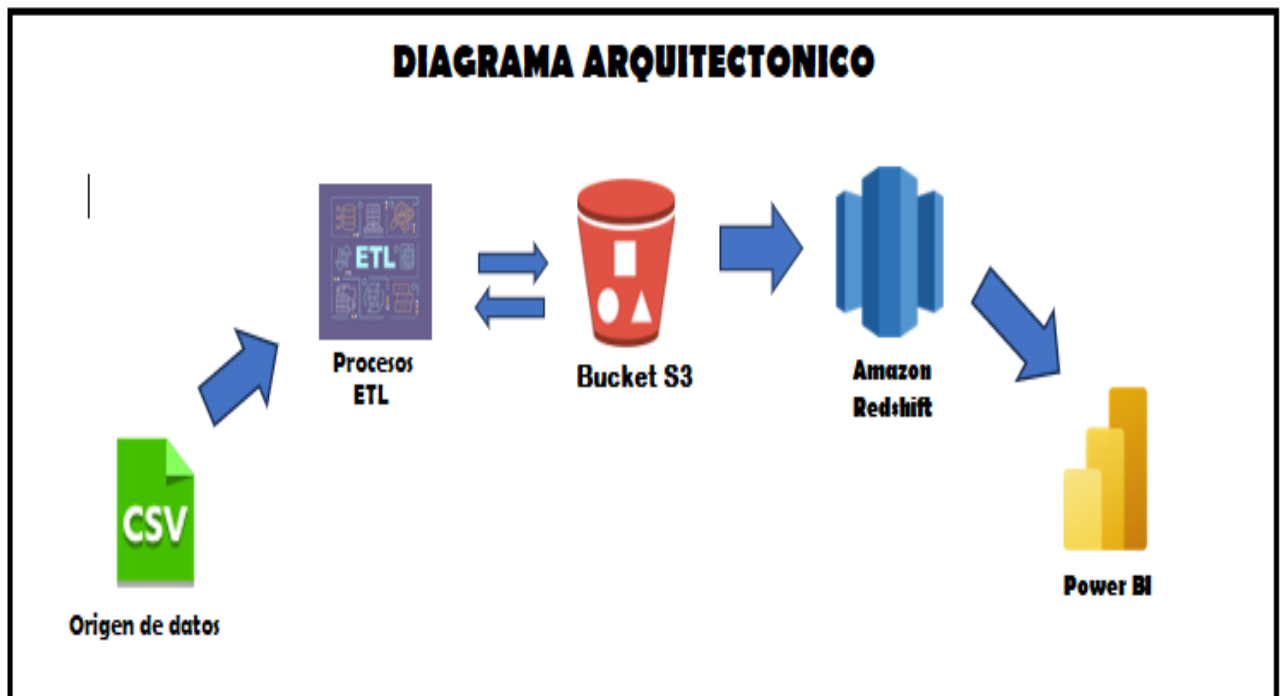 DIAGRAMA ARQUITECTONICO
ETL
Procesos
ETL
Bucket S3
Amazon
Redshift
CSV
Origen de datos
Power BI